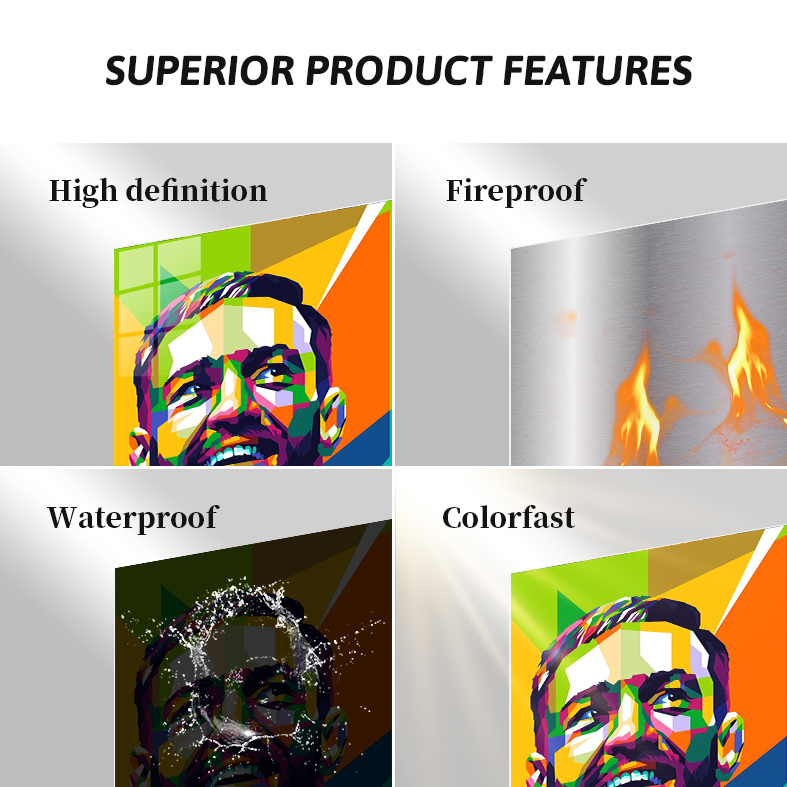 SUPERIOR PRODUCT FEATURES
High definition
Fireproof
Waterproof
Colorfast